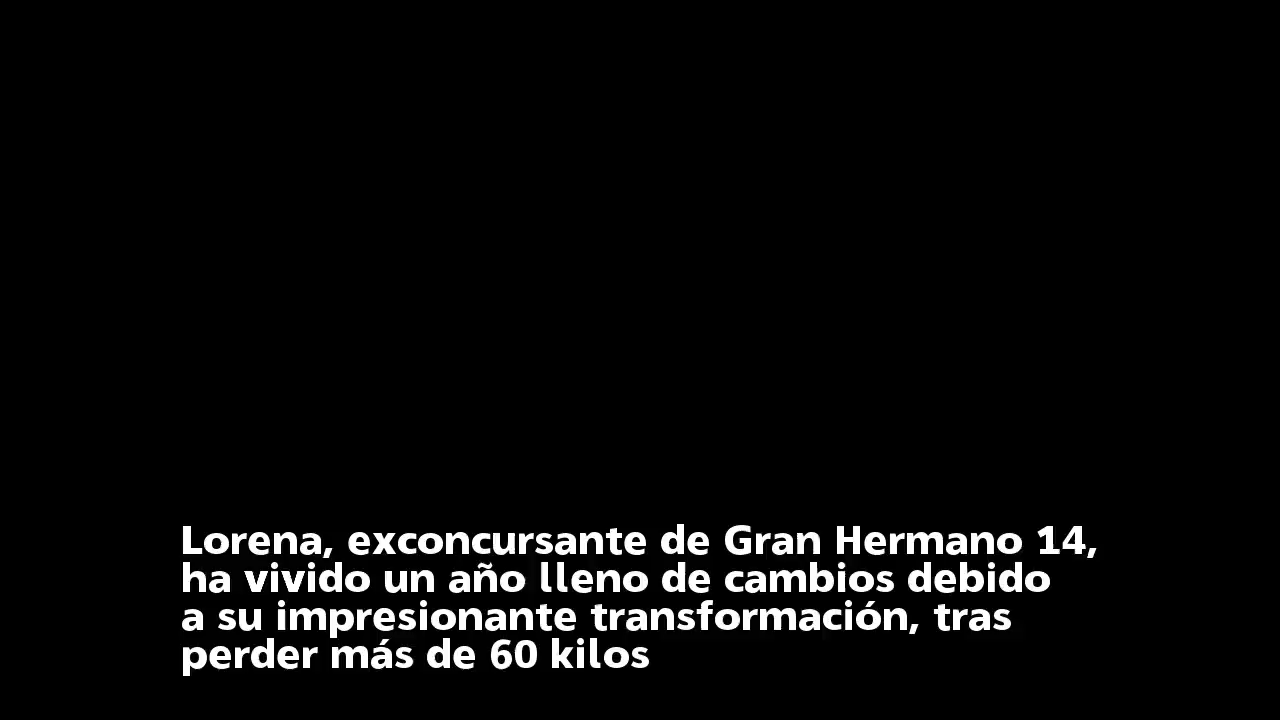 Lorena, exconcursante de Gran Hermano 14,
ha vivido un año lleno de cambios debido
a su impresionante transformación, tras
perder más de 60 kilos